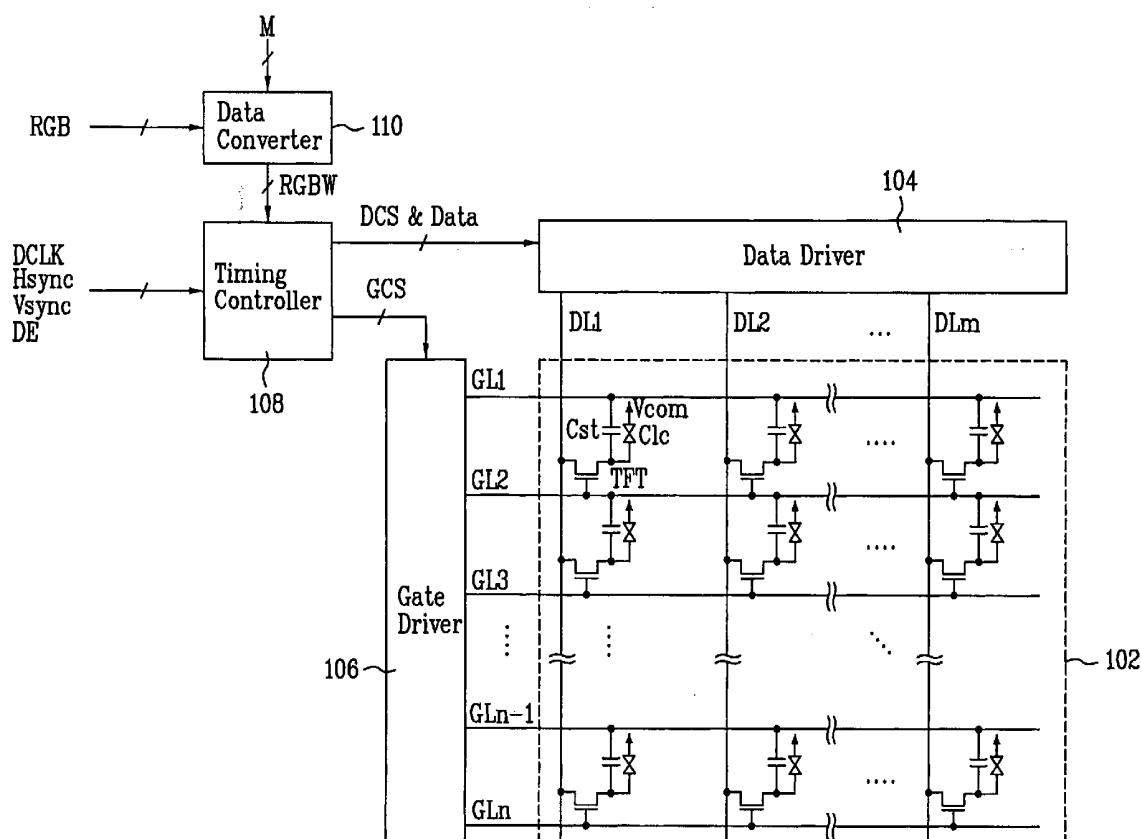 M
RGB
Data
Converter
110
RGBW
DCS & Data
104
Data Driver
DCLK
Hsync
Vsync
DE
Timing
Controller
GCS
108
DL1
DL2
...
DLm
GL1
Vcom
Cst
Clc
....
GL2
TFT
....
GL3
Gate
Driver
106
102
GLn-1
....
GLn